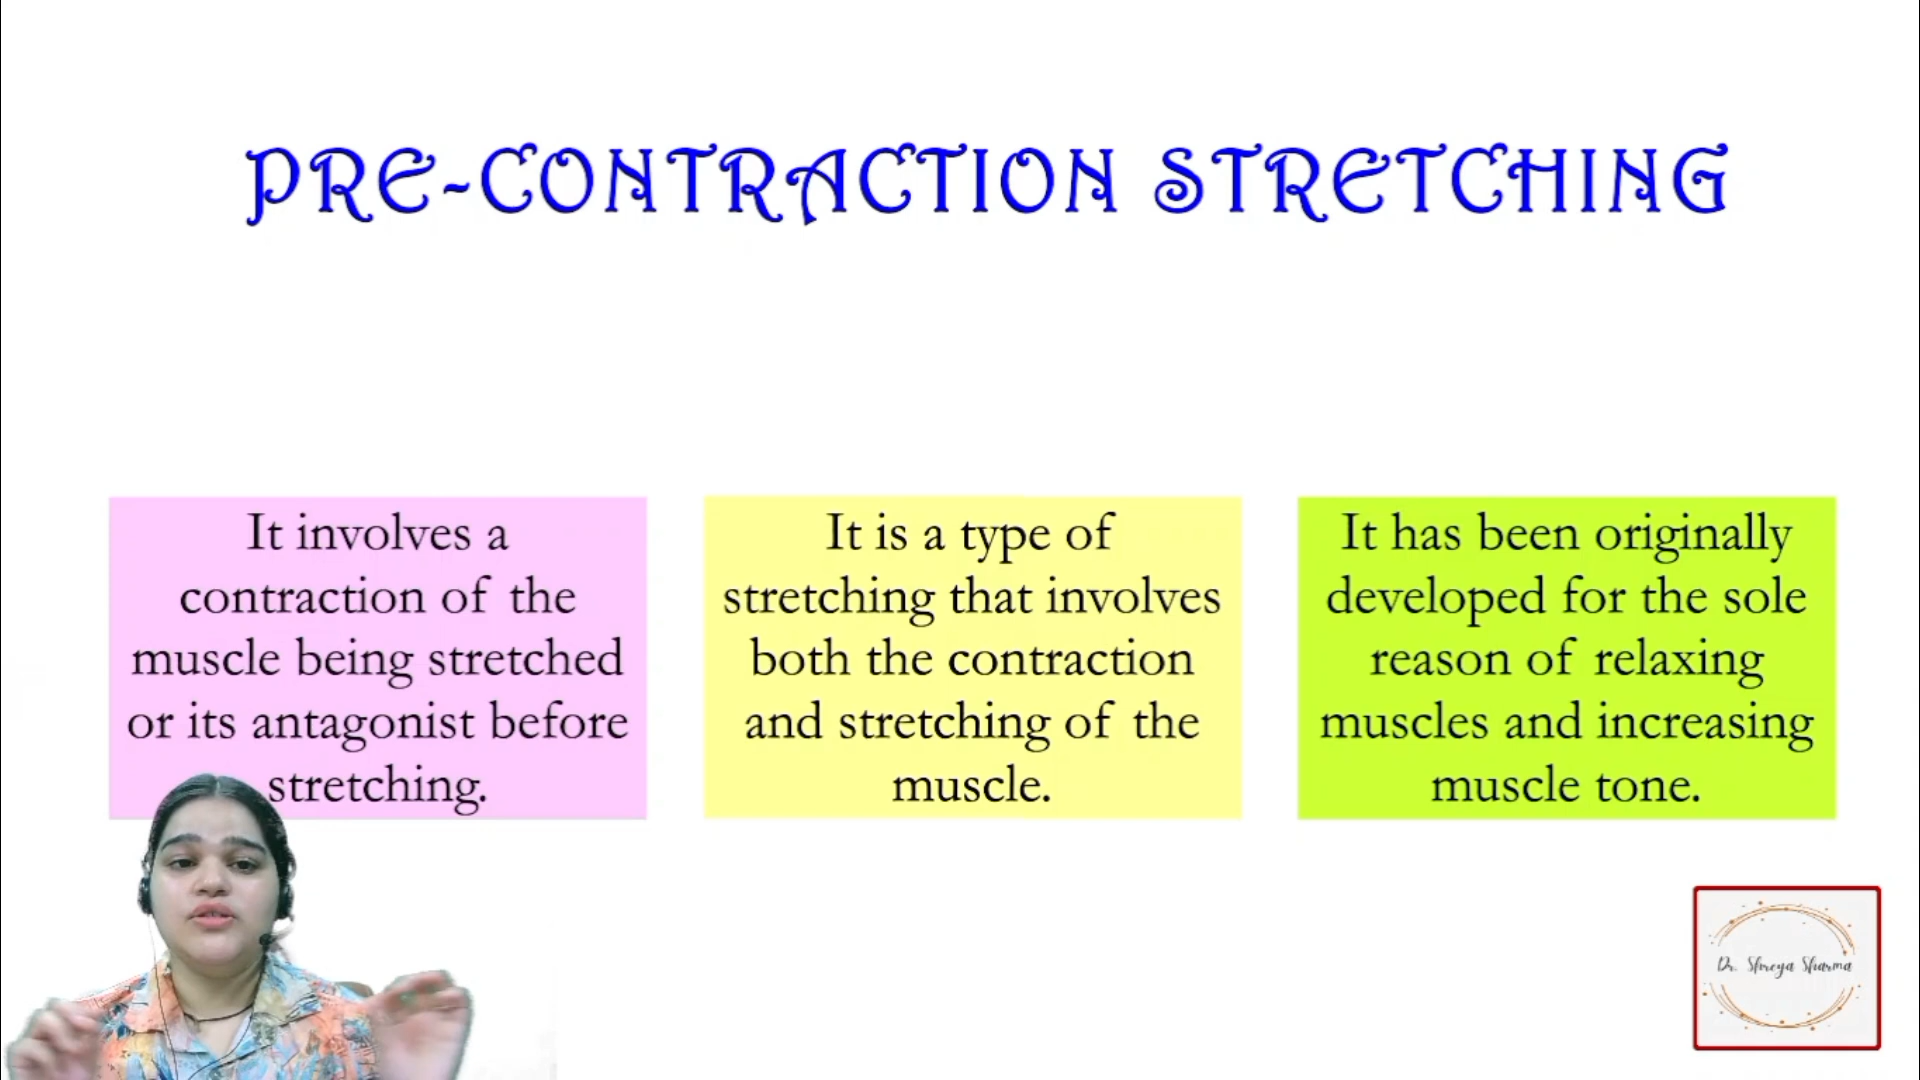 PRE-CONTRACTION STRETCHING
It involves a
contraction of the
muscle being stretched
or its antagonist before
stretching.
It is a type of
stretching that involves
both the contraction
and stretching of the
muscle.
It has been originally
developed for the sole
reason of relaxing
muscles and increasing
muscle tone.
Dr. Shreya Sharma